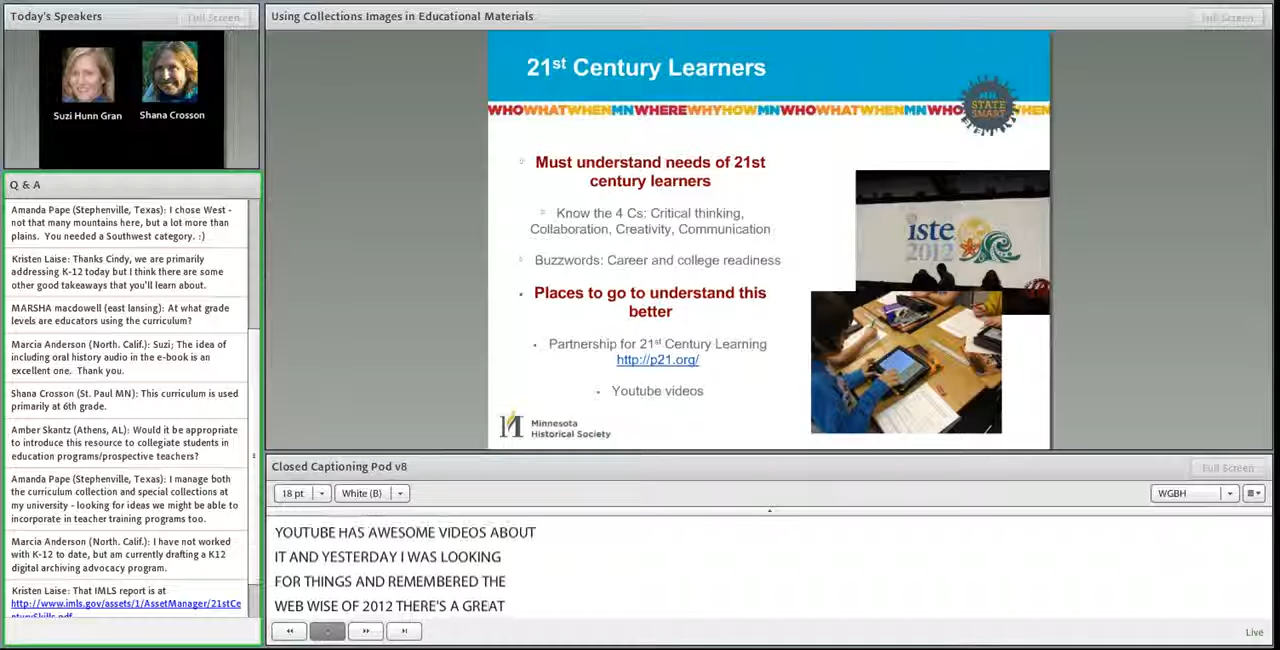 Today's Speakers
Full Screen
Suzi Hunn Gran
Shana Crosson
Q & A
Amanda Pape (Stephenville, Texas): I chose West -
not that many mountains here, but a lot more than
plains. You needed a Southwest category. :)
Kristen Laise: Thanks Cindy, we are primarily
addressing K-12 today but I think there are some
other good takeaways that you'll learn about.
MARSHA macdowell (east lansing): At what grade
levels are educators using the curriculum?
Marcia Anderson (North. Calif.): Suzi; The idea of
including oral history audio in the e-book is an
excellent one. Thank you.
Shana Crosson (St. Paul MN): This curriculum is used
primarily at 6th grade.
Amber Skantz (Athens, AL): Would it be appropriate
to introduce this resource to collegiate students in
education programs/prospective teachers?
Amanda Pape (Stephenville, Texas): I manage both
the curriculum collection and special collections at
my university - looking for ideas we might be able to
incorporate in teacher training programs too.
Marcia Anderson (North. Calif.): I have not worked
with K-12 to date, but am currently drafting a K12
digital archiving advocacy program.
Kristen Laise: That IMLS report is at
http://www.imls.gov/assets/1/AssetManager/21stCe
nturySkills.pdf
Using Collections Images in Educational Materials
Full Screen
21st Century Learners
WHOWHATWHENMNWHEREWHYHOWMNWHOWHATWHENMNWHO
HEN
MN
STATE
SMART
Must understand needs of 21st
century learners
Know the 4 Cs: Critical thinking,
Collaboration, Creativity, Communication
Buzzwords: Career and college readiness
Places to go to understand this
better
Partnership for 21st Century Learning
http://p21.org/
Youtube videos
iste
2012
Minnesota
Historical Society
Closed Captioning Pod v8
Full Screen
18 pt
White (B)
WGBH
YOUTUBE HAS AWESOME VIDEOS ABOUT
IT AND YESTERDAY I WAS LOOKING
FOR THINGS AND REMEMBERED THE
WEB WISE OF 2012 THERE'S A GREAT
Live